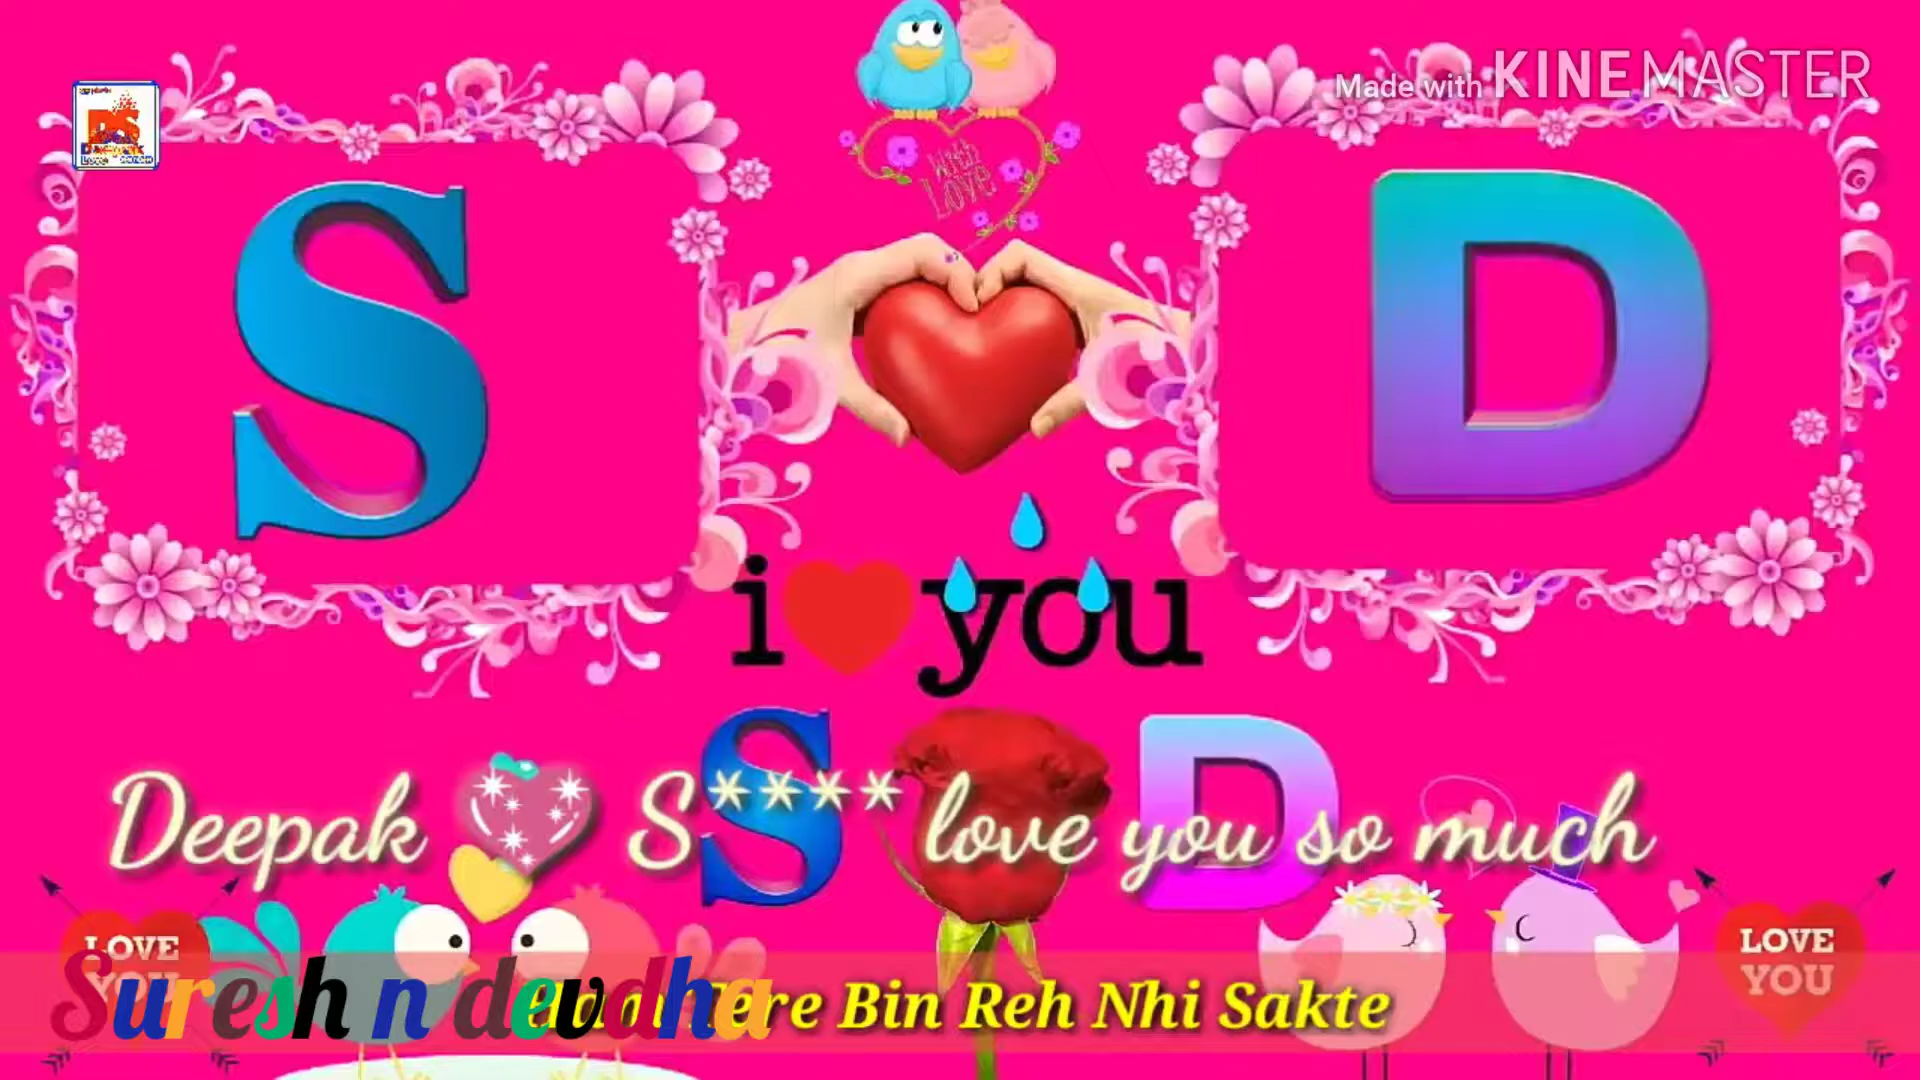 Made with KINEMASTER
With
Love
S
D
i you
S D
Deepak S**** love you so much
LOVE
YOU
LOVE
YOU
Suresh n devdha
Tere Bin Reh Nhi Sakte